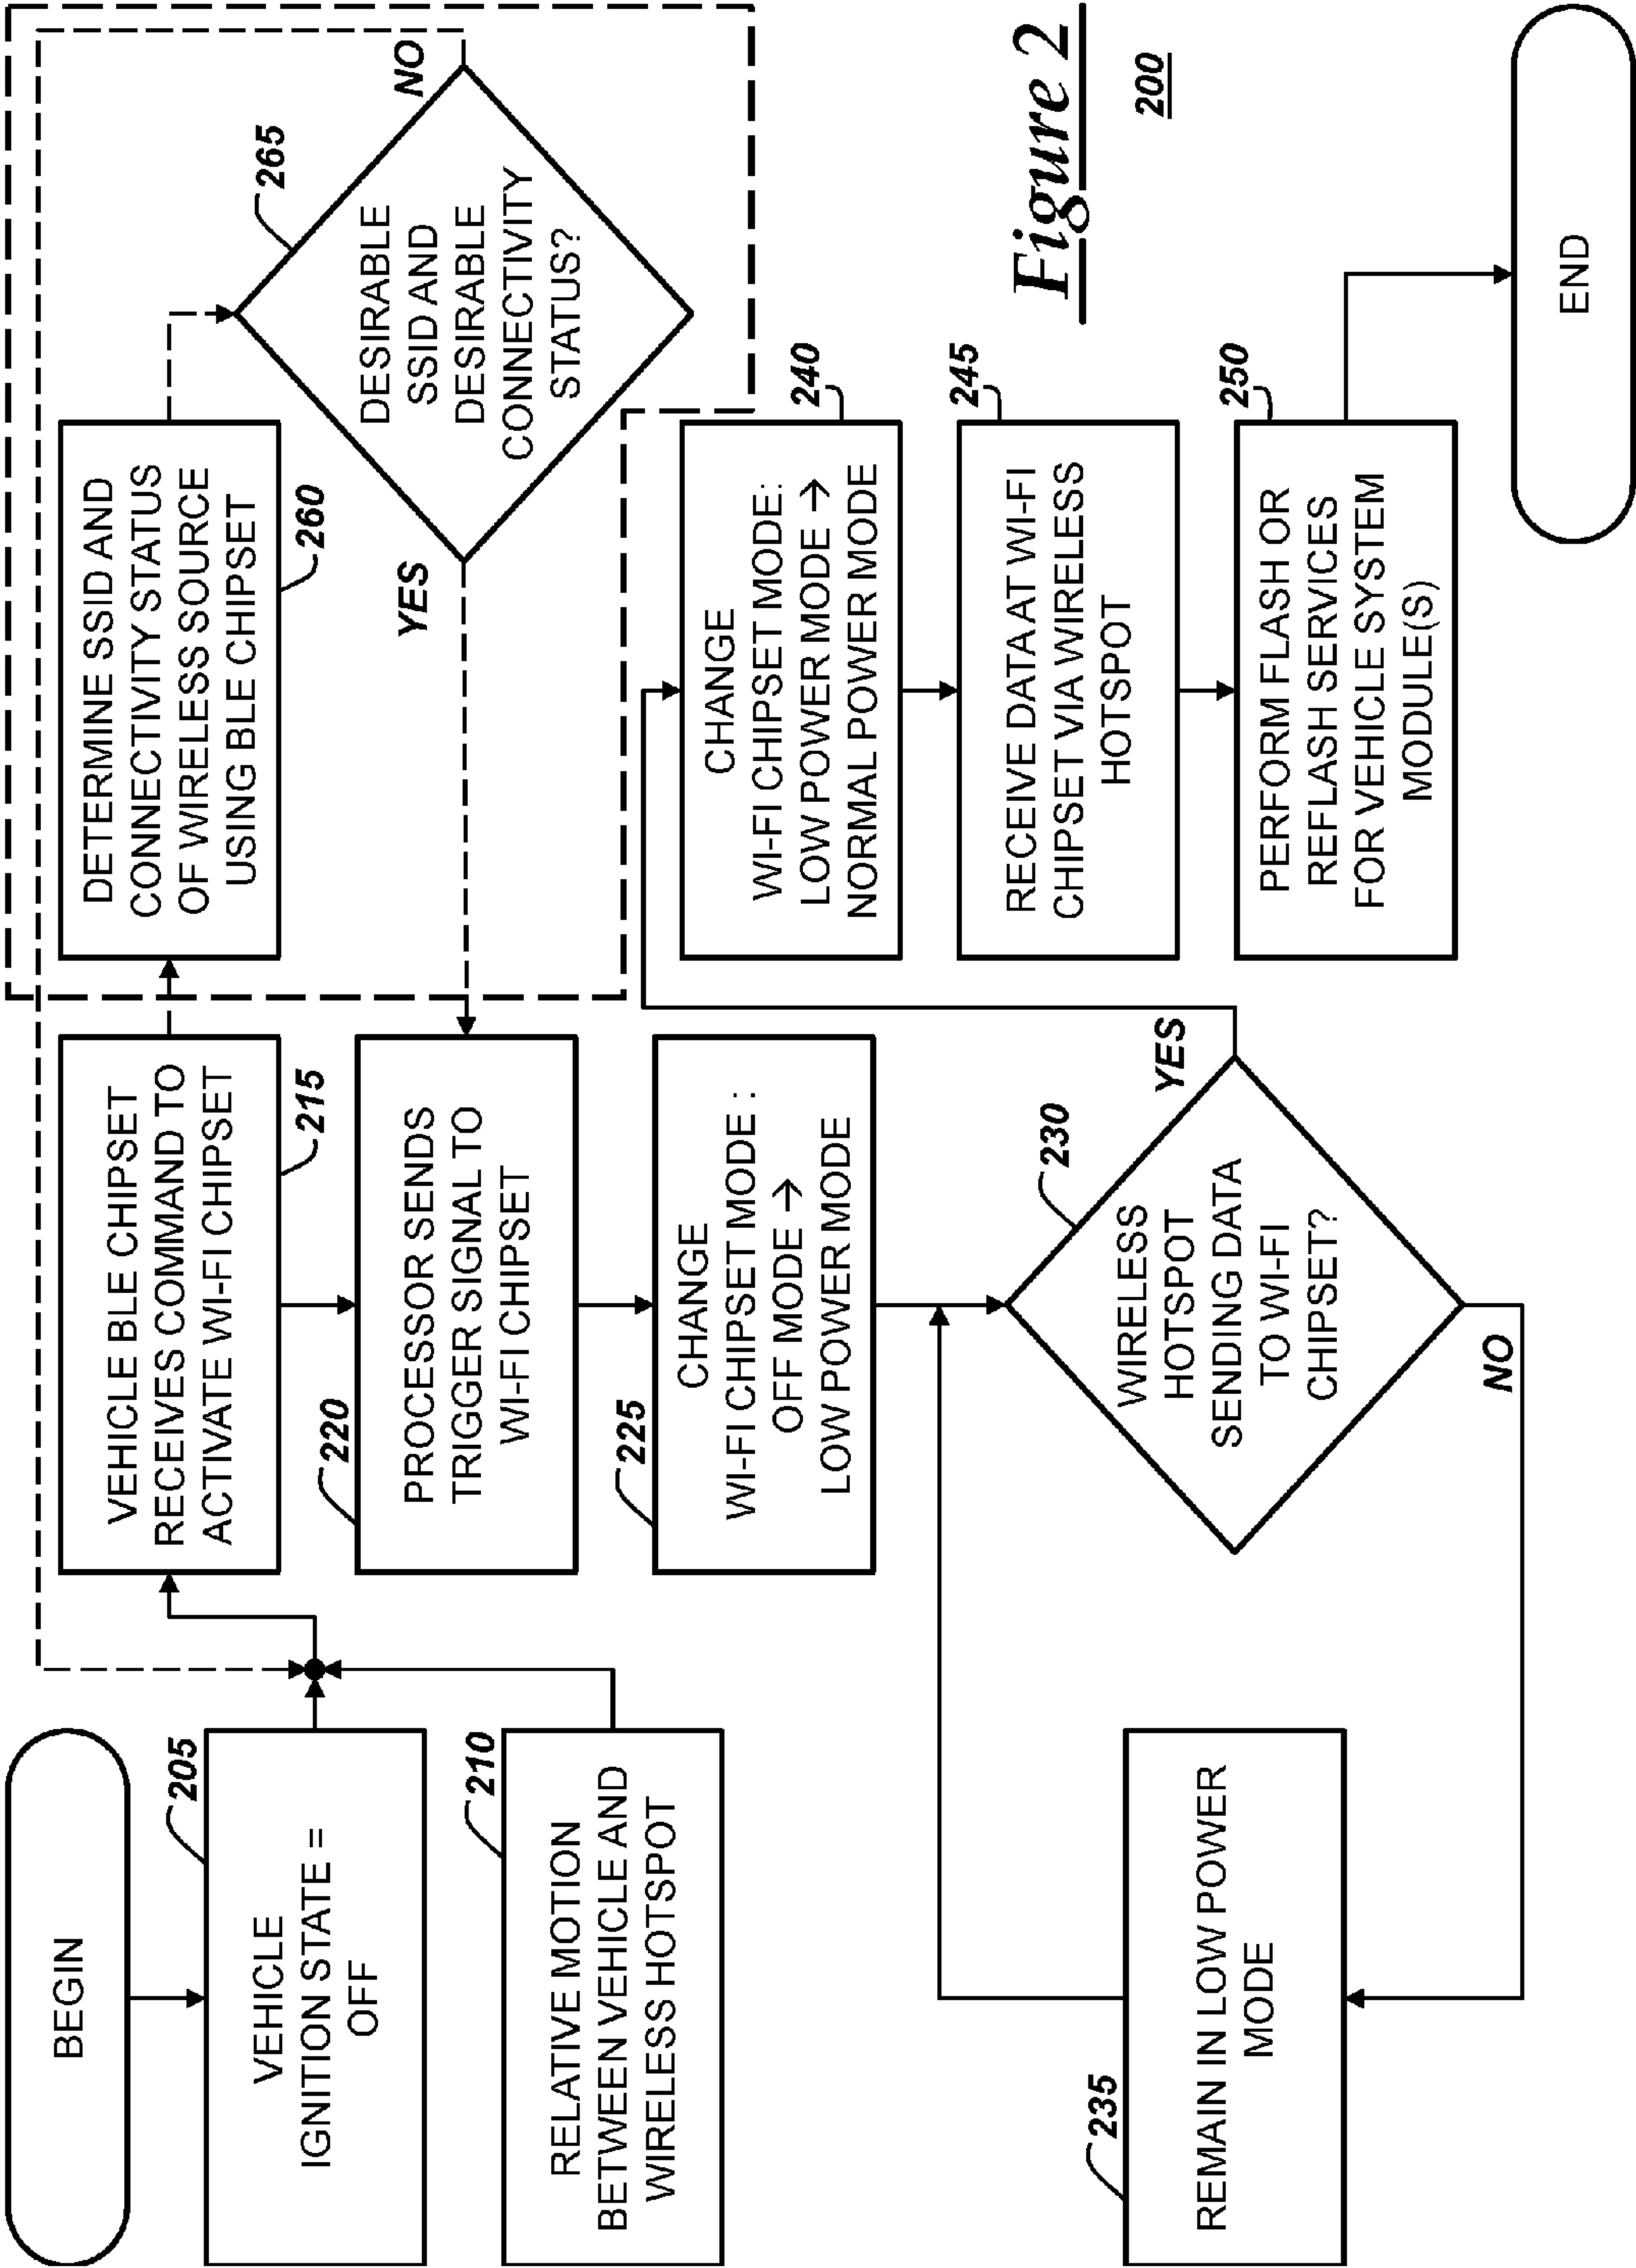 BEGIN
205
VEHICLE
IGNITION STATE =
OFF
210
RELATIVE MOTION
BETWEEN VEHICLE AND
WIRELESS HOTSPOT
VEHICLE BLE CHIPSET
RECEIVES COMMAND TO
ACTIVATE WI-FI CHIPSET
215
220
PROCESSOR SENDS
TRIGGER SIGNAL TO
WI-FI CHIPSET
225
CHANGE
WI-FI CHIPSET MODE :
OFF MODE →
LOW POWER MODE
230
WIRELESS
HOTSPOT
SENDING DATA
TO WI-FI
CHIPSET?
YES
NO
235
REMAIN IN LOW POWER
MODE
DETERMINE SSID AND
CONNECTIVITY STATUS
OF WIRELESS SOURCE
USING BLE CHIPSET
260
265
DESIRABLE
SSID AND
DESIRABLE
CONNECTIVITY
STATUS?
NO
YES
240
CHANGE
WI-FI CHIPSET MODE:
LOW POWER MODE →
NORMAL POWER MODE
245
RECEIVE DATA AT WI-FI
CHIPSET VIA WIRELESS
HOTSPOT
250
PERFORM FLASH OR
REFLASH SERVICES
FOR VEHICLE SYSTEM
MODULE(S)
END
Figure 2
200